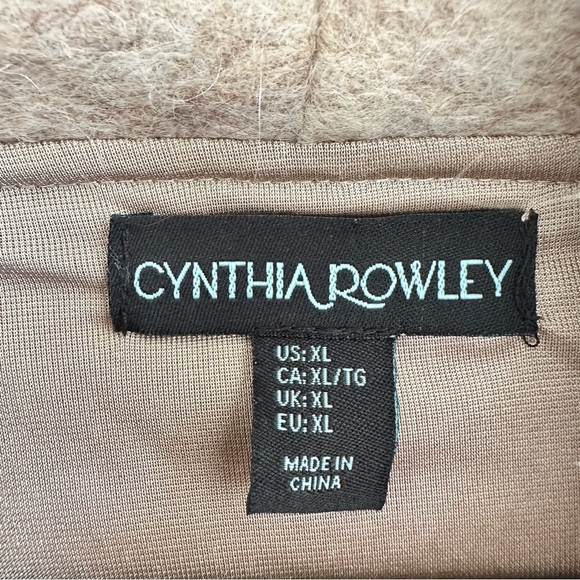 CYNTHIA ROWLEY
US: XL
CA: XL/TG
UK: XL
EU: XL
MADE IN
CHINA